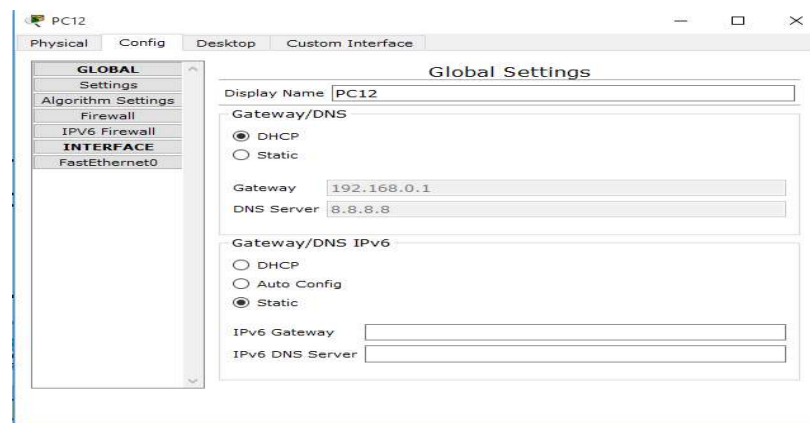 PC12
Physical Config Desktop Custom Interface
GLOBAL
Settings
Algorithm Settings
Firewall
IPV6 Firewall
INTERFACE
FastEthernet0
Global Settings
Display Name PC12
Gateway/DNS
DHCP
Static
Gateway 192.168.0.1
DNS Server 8.8.8.8
Gateway/DNS IPv6
DHCP
Auto Config
Static
IPv6 Gateway
IPv6 DNS Server